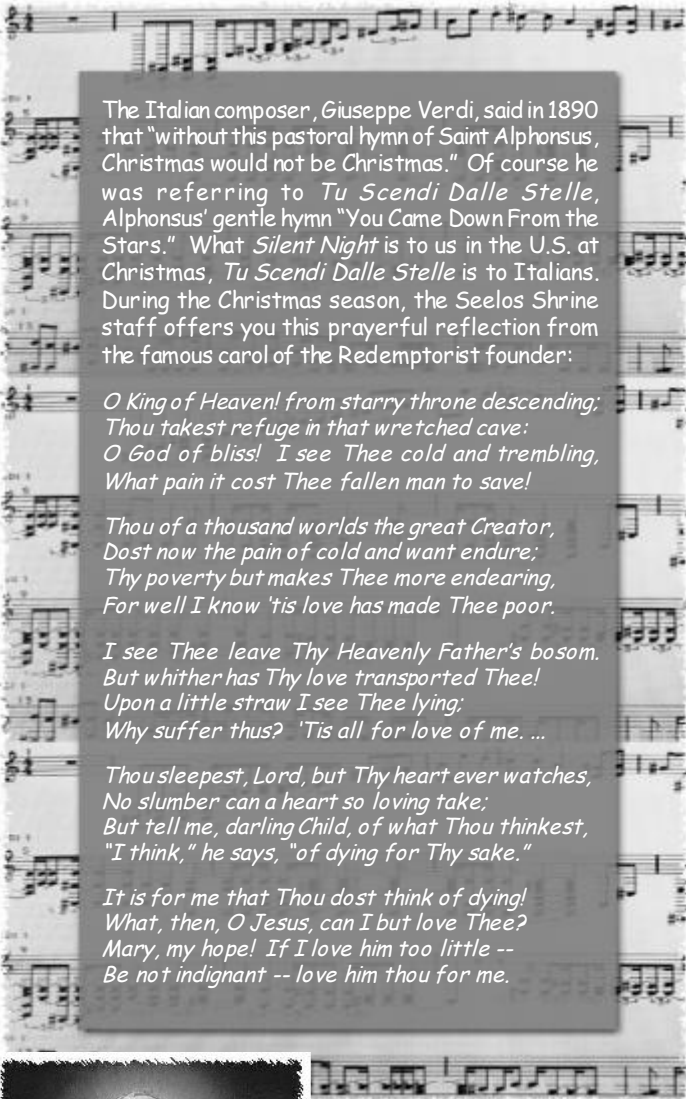 The Italian composer, Giuseppe Verdi, said in 1890
that “without this pastoral hymn of Saint Alphonsus,
Christmas would not be Christmas.” Of course he
was referring to Tu Scendi Dalle Stelle,
Alphonsus’ gentle hymn “You Came Down From the
Stars.” What Silent Night is to us in the U.S. at
Christmas, Tu Scendi Dalle Stelle is to Italians.
During the Christmas season, the Seelos Shrine
staff offers you this prayerful reflection from
the famous carol of the Redemptorist founder:
O King of Heaven! from starry throne descending;
Thou takest refuge in that wretched cave:
O God of bliss! I see Thee cold and trembling,
What pain it cost Thee fallen man to save!
Thou of a thousand worlds the great Creator,
Dost now the pain of cold and want endure;
Thy poverty but makes Thee more endearing,
For well I know ‘tis love has made Thee poor.
I see Thee leave Thy Heavenly Father’s bosom.
But whither has Thy love transported Thee!
Upon a little straw I see Thee lying;
Why suffer thus? ‘Tis all for love of me. ...
Thou sleepest, Lord, but Thy heart ever watches,
No slumber can a heart so loving take;
But tell me, darling Child, of what Thou thinkest,
“I think,” he says, “of dying for Thy sake.”
It is for me that Thou dost think of dying!
What, then, O Jesus, can I but love Thee?
Mary, my hope! If I love him too little --
Be not indignant -- love him thou for me.